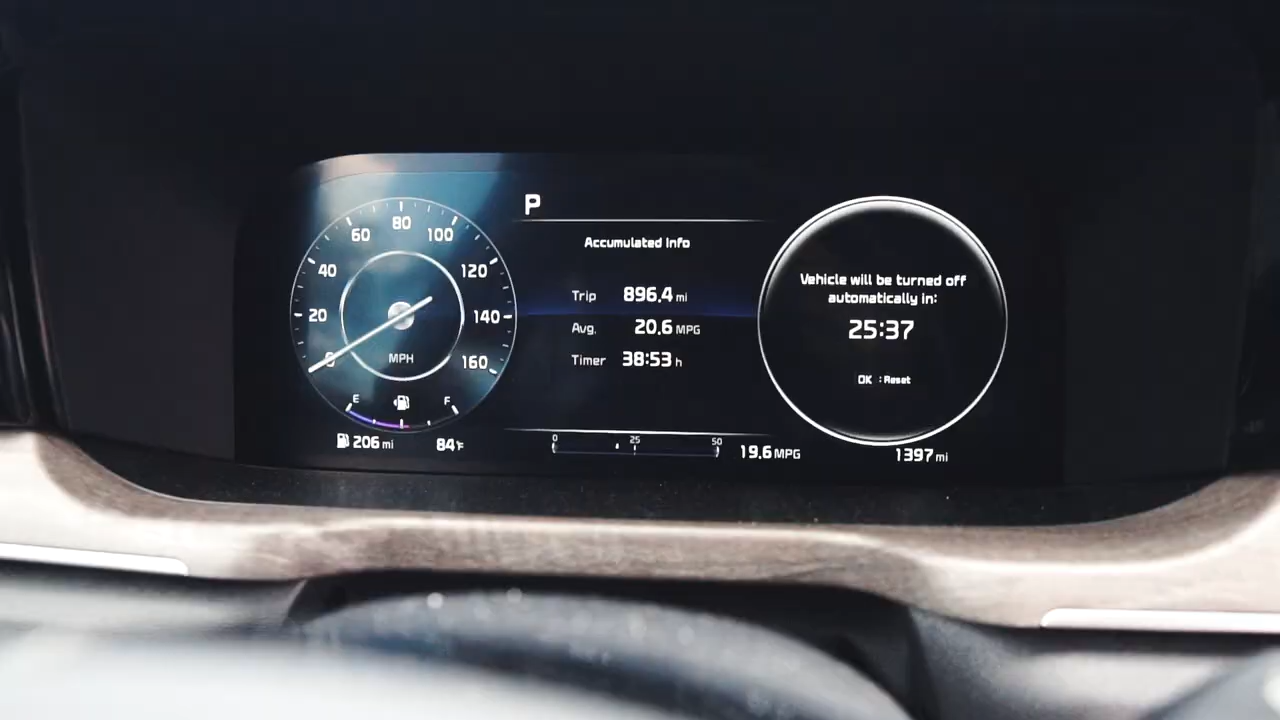 P
Accumulated Info
Trip 896.4 mi
Avg. 20.6 MPG
Timer 38:53 h
0 20 40 60 80 100 120 140 160
MPH
E F
206 mi
84°F
0 25 50
19.6 MPG
Vehicle will be turned off
automatically in:
25:37
OK : Reset
1397 mi